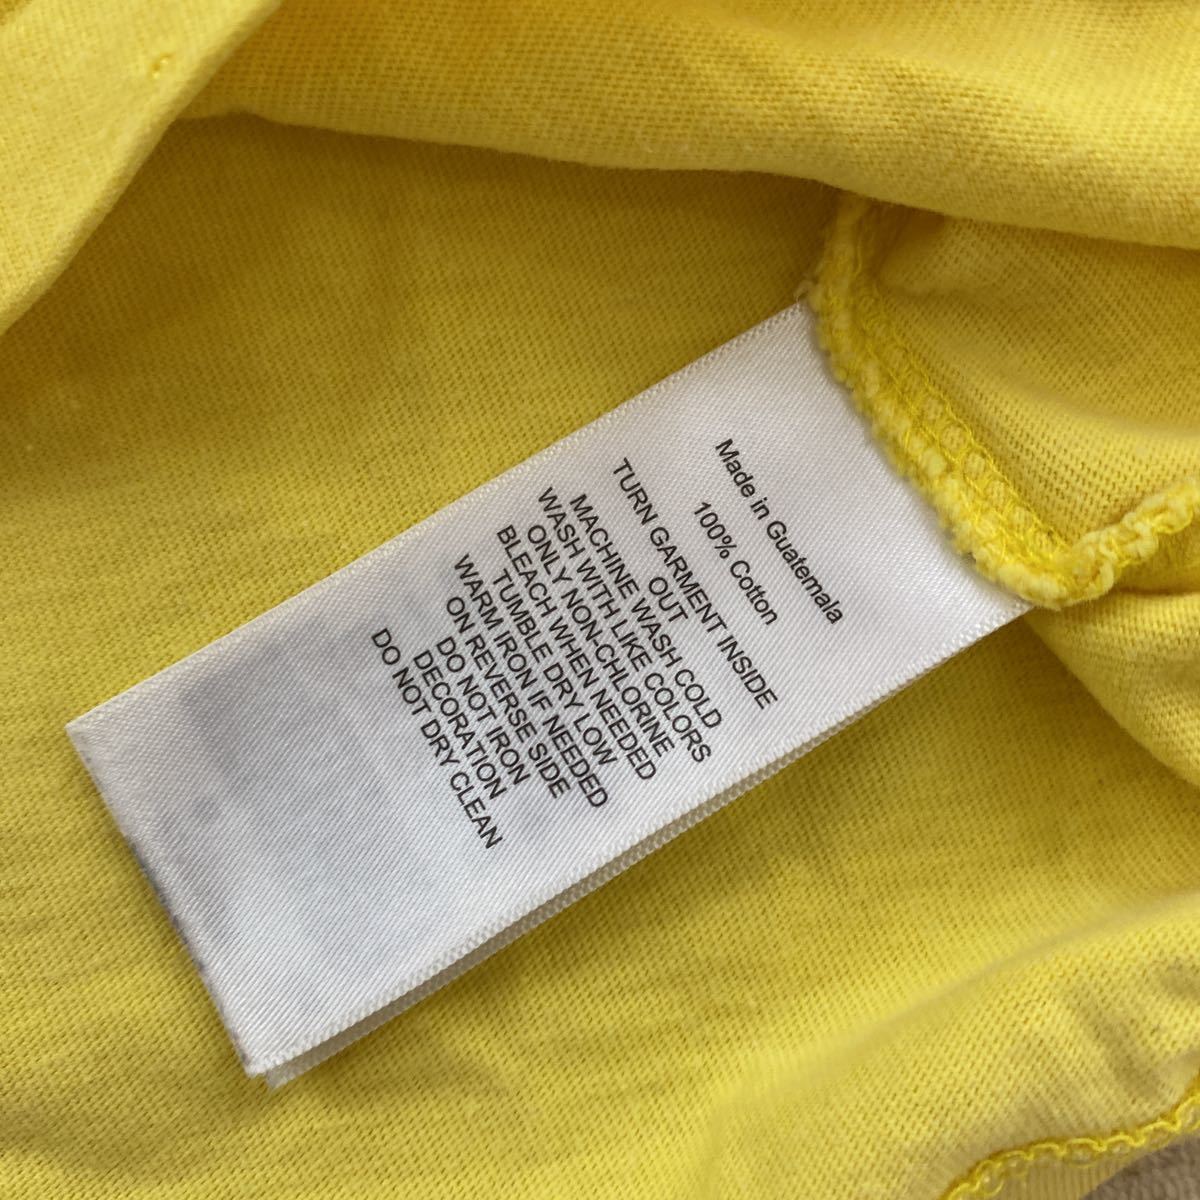 Made in Guatemala
100% Cotton
TURN GARMENT INSIDE
OUT
MACHINE WASH COLD
WASH WITH LIKE COLORS
ONLY NON-CHLORINE
BLEACH WHEN NEEDED
TUMBLE DRY LOW
WARM IRON IF NEEDED
ON REVERSE SIDE
DO NOT IRON
DECORATION
DO NOT DRY CLEAN